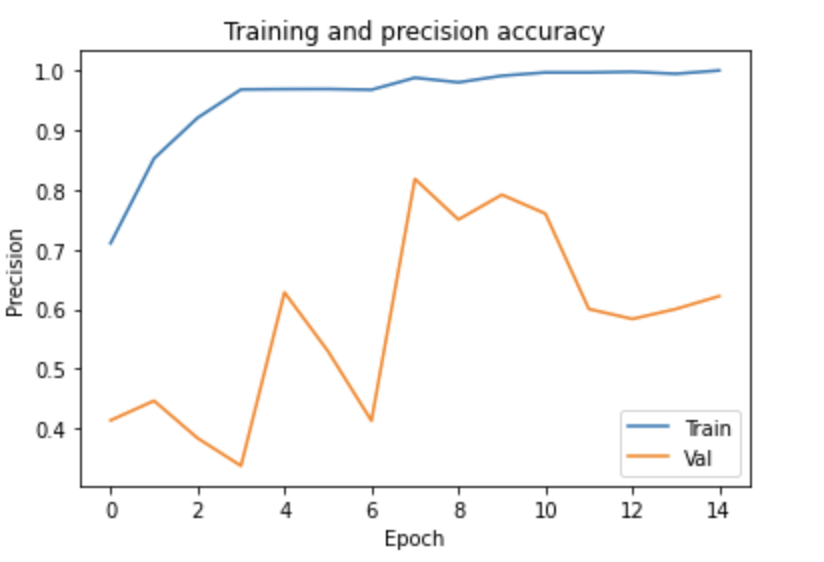 Training and precision accuracy
1.0
0.9
0.8
0.7
0.6
0.5
0.4
Precision
Train
Val
0 2 4 6 8 10 12 14
Epoch